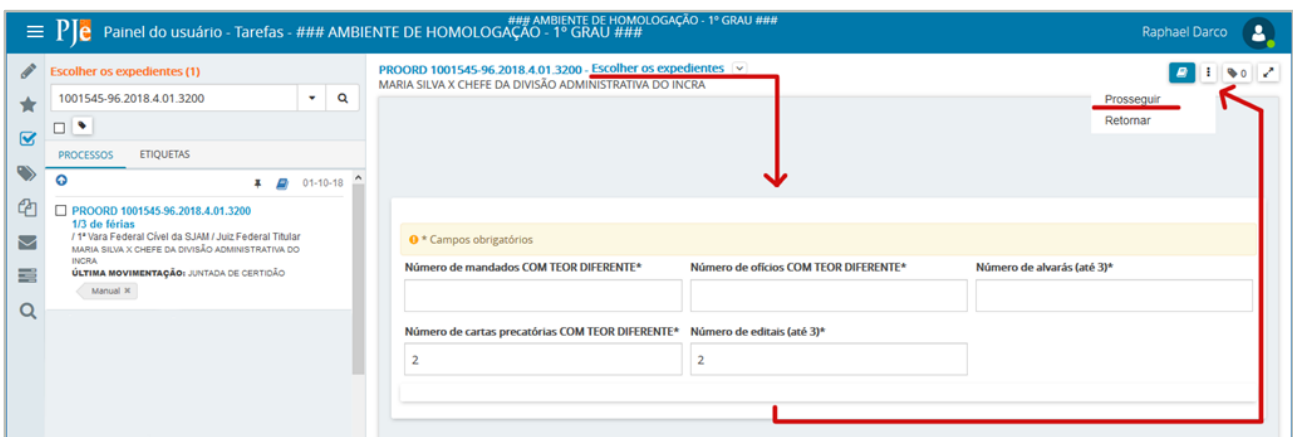 ### AMBIENTE DE HOMOLOGAÇÃO - 1º GRAU ###
PJe Painel do usuário - Tarefas - ### AMBIENTE DE HOMOLOGAÇÃO - 1º GRAU ### Raphael Darco
Escolher os expedientes (1)
1001545-96.2018.4.01.3200
PROCESSOS ETIQUETAS
01-10-18
PROORD 1001545-96.2018.4.01.3200
1/3 de férias
/ 1ª Vara Federal Cível da SJAM / Juiz Federal Titular
MARIA SILVA X CHEFE DA DIVISÃO ADMINISTRATIVA DO
INCRA
ÚLTIMA MOVIMENTAÇÃO: JUNTADA DE CERTIDÃO
Manual ×
PROORD 1001545-96.2018.4.01.3200 - Escolher os expedientes
MARIA SILVA X CHEFE DA DIVISÃO ADMINISTRATIVA DO INCRA
0
Prosseguir
Retornar
* Campos obrigatórios
Número de mandados COM TEOR DIFERENTE* Número de ofícios COM TEOR DIFERENTE* Número de alvarás (até 3)*
Número de cartas precatórias COM TEOR DIFERENTE* Número de editais (até 3)*
2 2